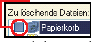 Zu löschende Dateien:
Papierkorb